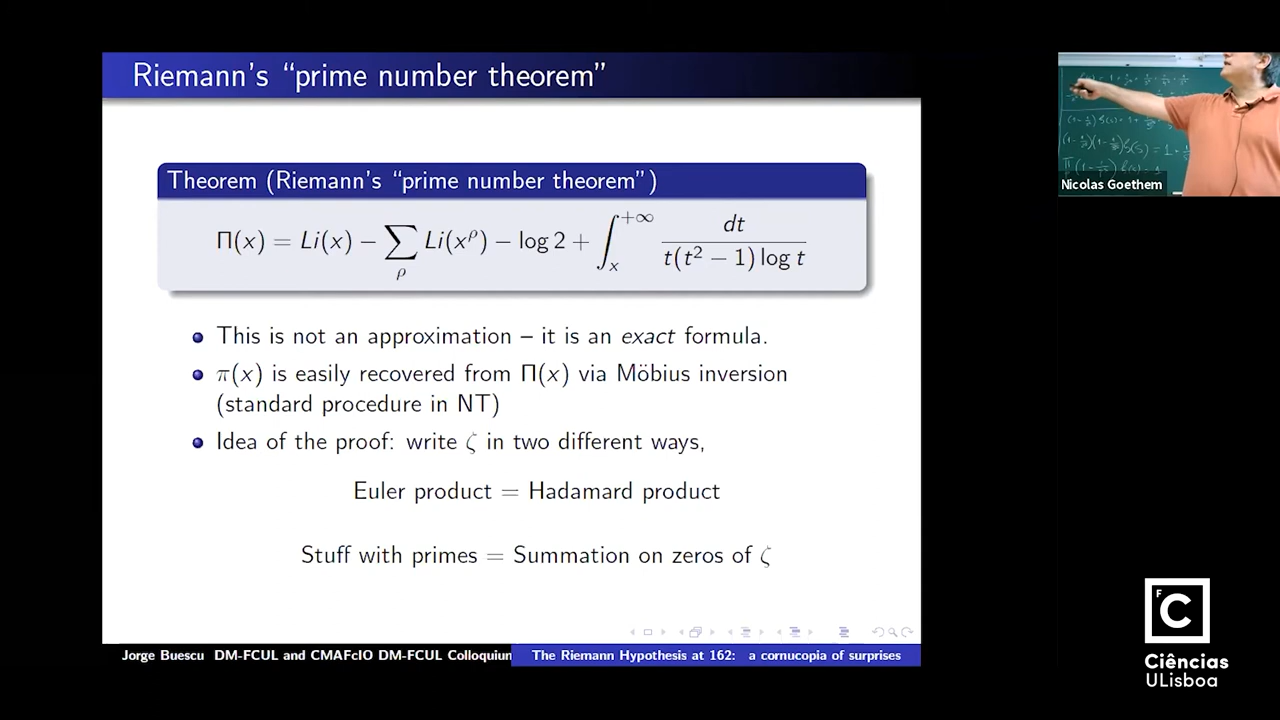 Riemann's “prime number theorem”
Theorem (Riemann's “prime number theorem”)
Π(x) = Li(x) − ∑_ρ Li(x^ρ) − log 2 + ∫_x^{+∞} dt / (t(t² − 1) log t)
This is not an approximation – it is an exact formula.
π(x) is easily recovered from Π(x) via Möbius inversion
(standard procedure in NT)
Idea of the proof: write ζ in two different ways,
Euler product = Hadamard product
Stuff with primes = Summation on zeros of ζ
Jorge Buescu DM-FCUL and CMAFcIO DM-FCUL Colloquium
The Riemann Hypothesis at 162: a cornucopia of surprises
Nicolas Goethem
F
C
Ciências
ULisboa